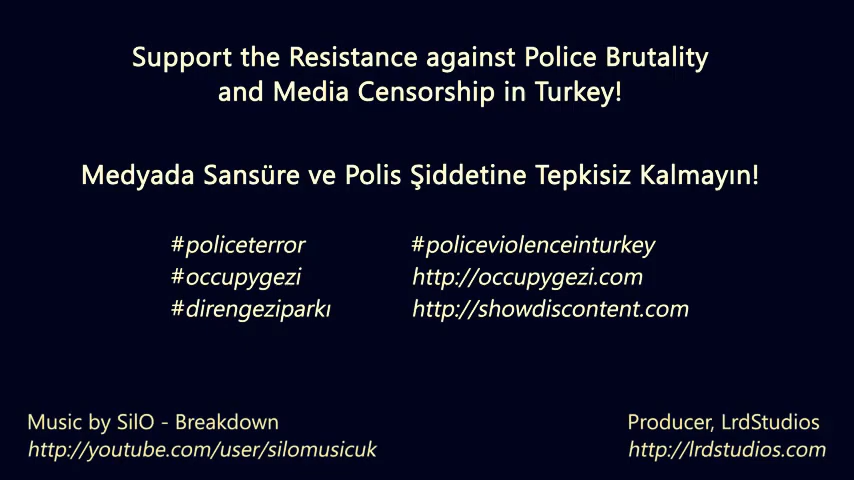 Support the Resistance against Police Brutality
and Media Censorship in Turkey!
Medyada Sansüre ve Polis Şiddetine Tepkisiz Kalmayın!
#policeterror
#occupygezi
#direngeziparkı
#policeviolenceinturkey
http://occupygezi.com
http://showdiscontent.com
Music by SilO - Breakdown
http://youtube.com/user/silomusicuk
Producer, LrdStudios
http://lrdstudios.com